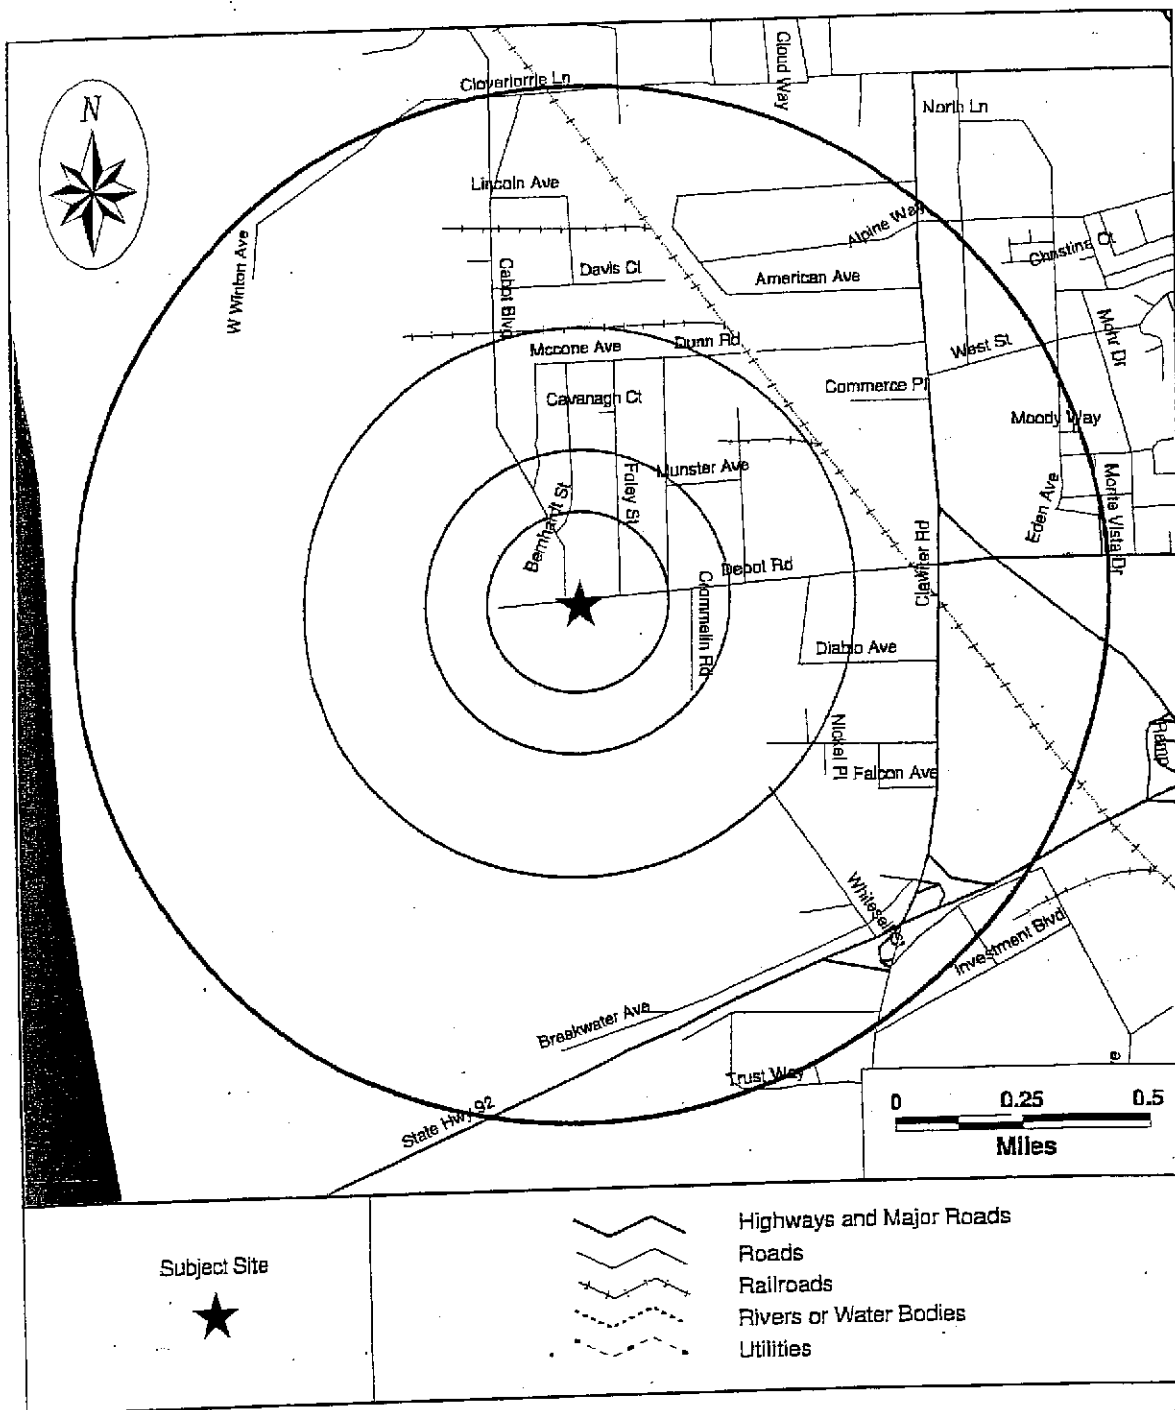 Cloud Way
Cloverlorrie Ln
N
North Ln
Lincoln Ave
Alpine Way
Christina Ct
W Winton Ave
Cabot Blvd
Davis Ct
American Ave
Mccone Ave
Dunn Rd
West St
Mohr Dr
Commerce Pl
Cavanagh Ct
Moody Way
Munster Ave
Foley St
Bernhardt St
Eden Ave
Monte Vista Dr
Depot Rd
Clawiter Rd
Crommelin Rd
Diablo Ave
Nickel Pl
Ramp
Falcon Ave
Investment Blvd
Breakwater Ave
Trust Way
State Hwy 92
0 0.25 0.5
Miles
Subject Site
Highways and Major Roads
Roads
Railroads
Rivers or Water Bodies
Utilities